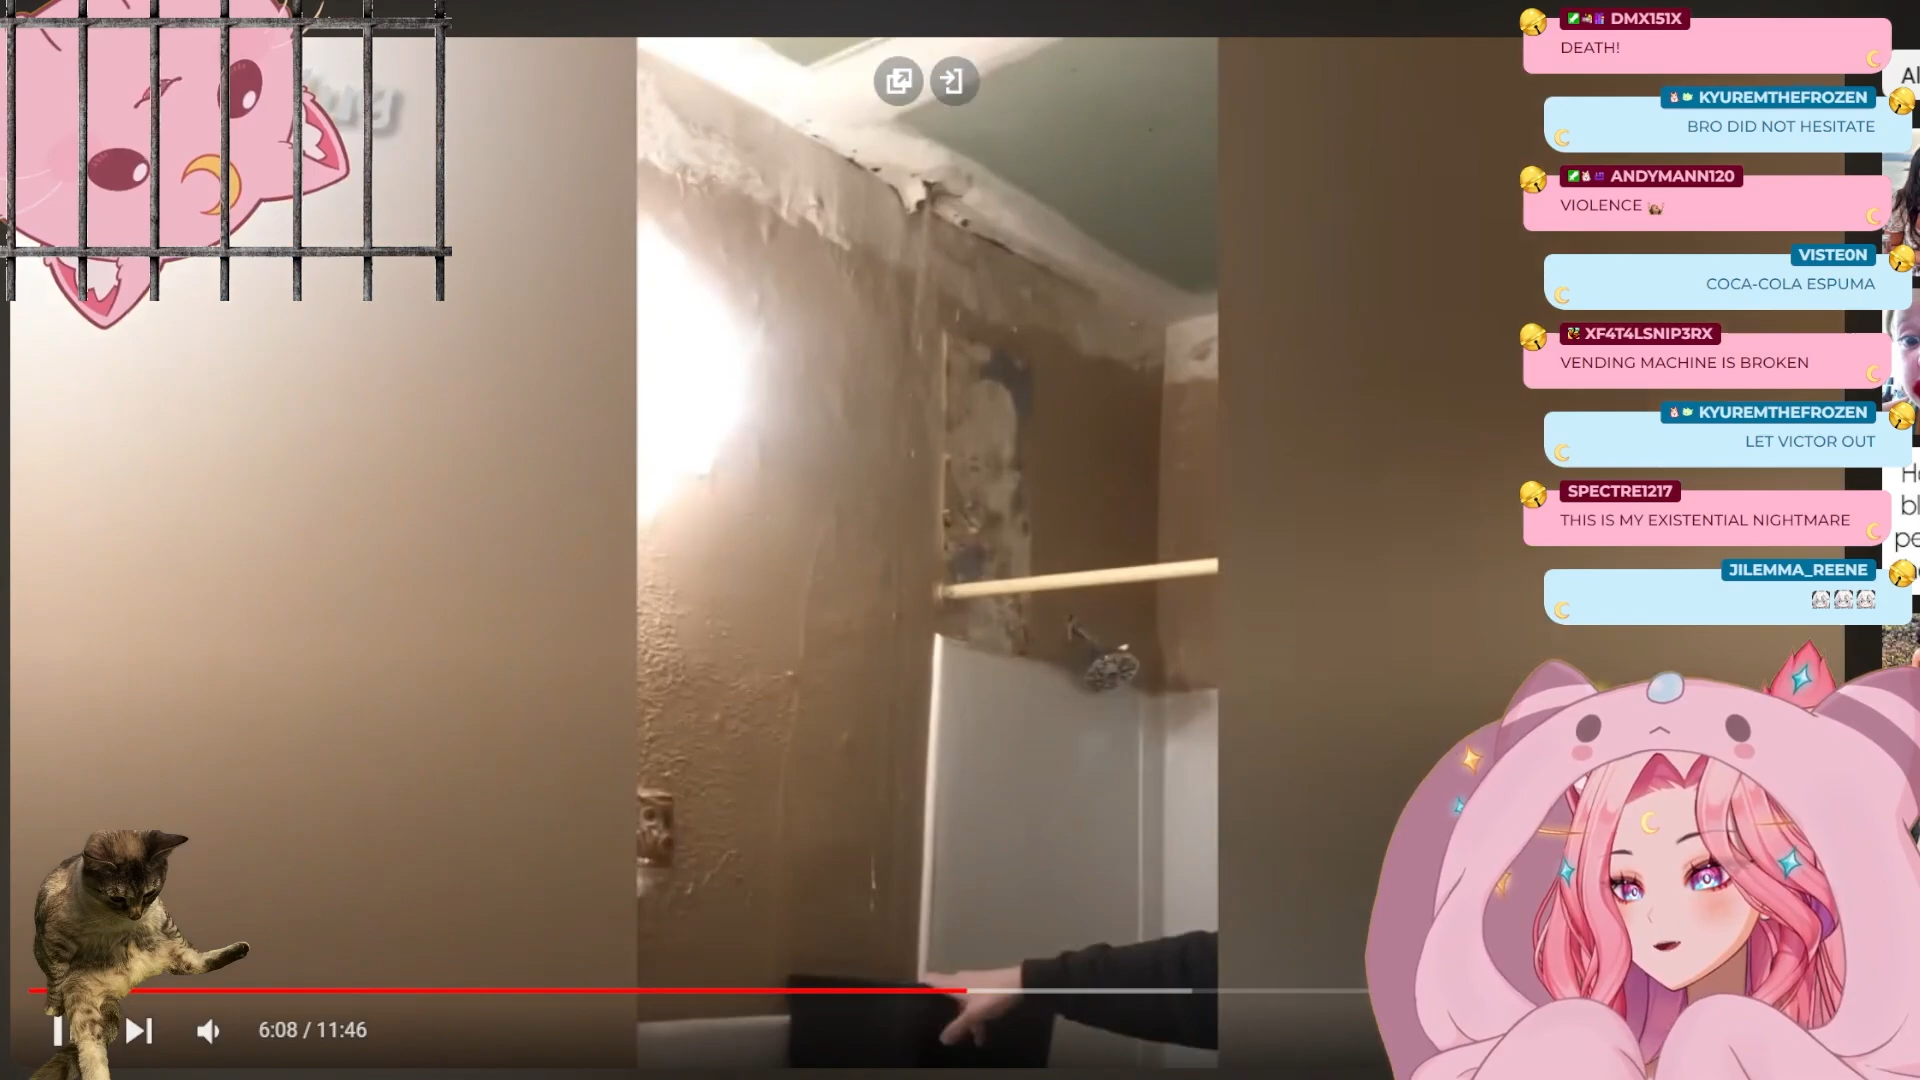 DMX151X
DEATH!
KYUREMTHEFROZEN
BRO DID NOT HESITATE
ANDYMANN120
VIOLENCE
VISTE0N
COCA-COLA ESPUMA
XF4T4LSNIP3RX
VENDING MACHINE IS BROKEN
KYUREMTHEFROZEN
LET VICTOR OUT
SPECTRE1217
THIS IS MY EXISTENTIAL NIGHTMARE
JILEMMA_REENE
6:08 / 11:46